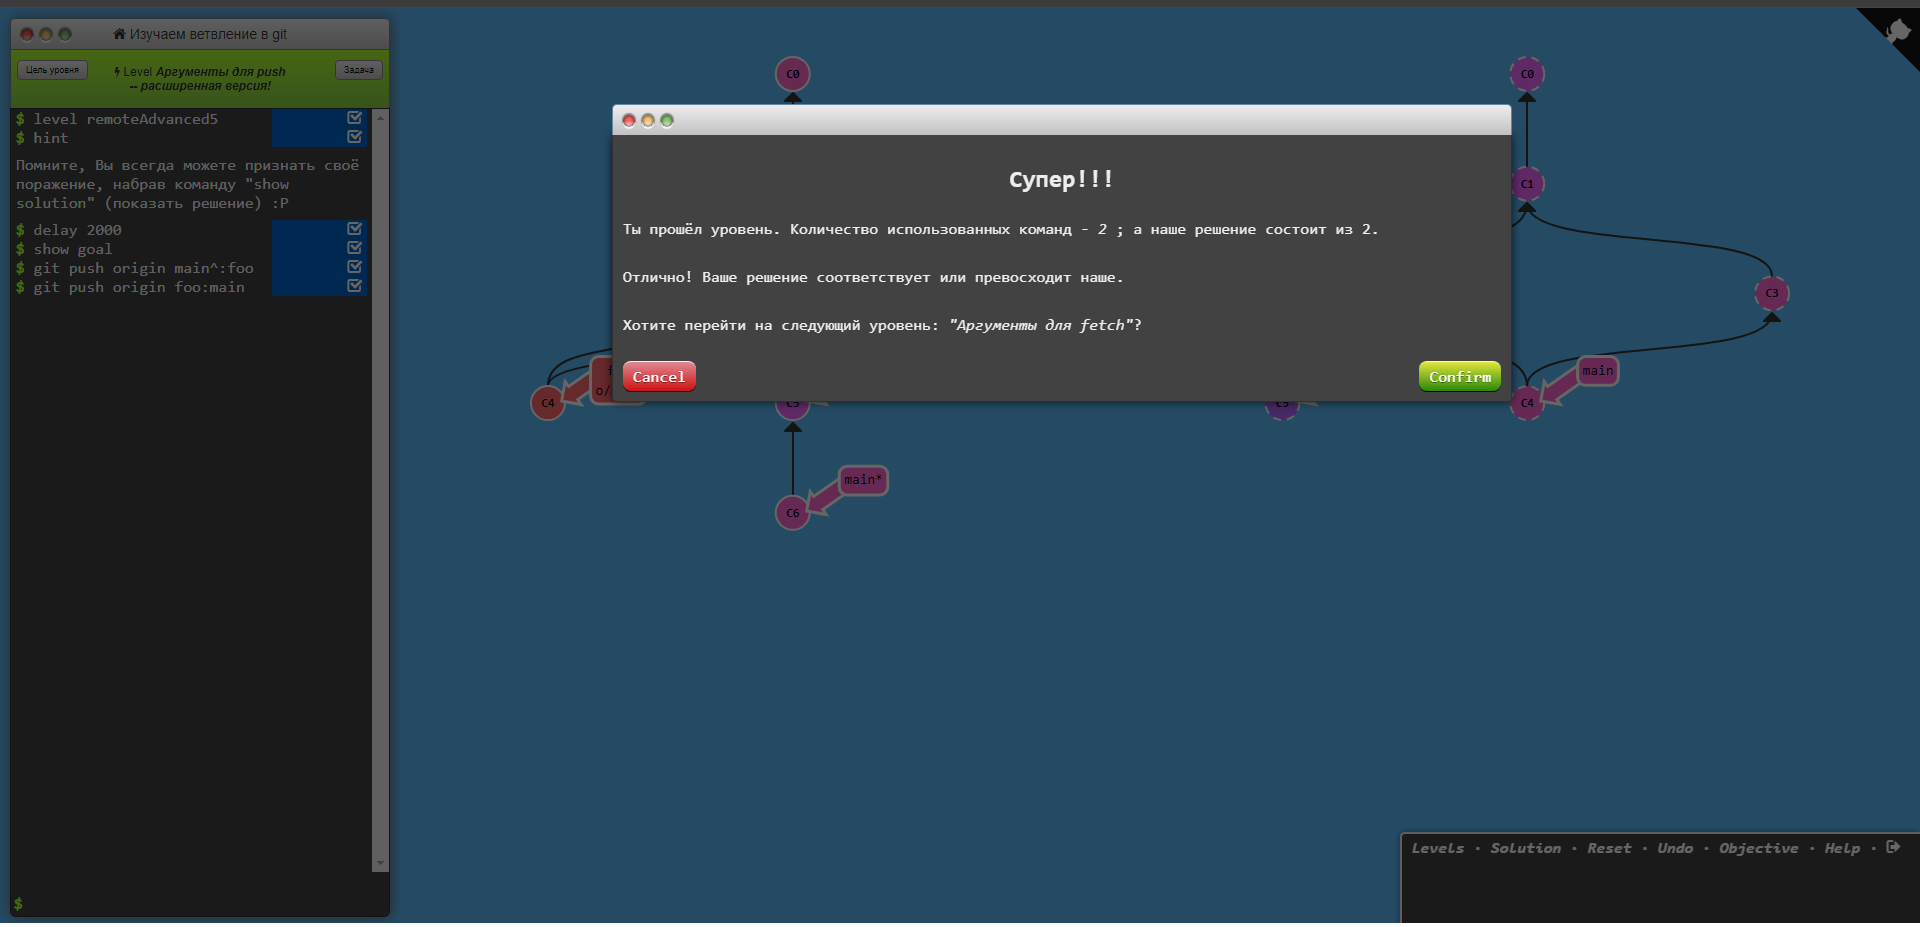 Изучаем ветвление в git
Цель уровня
Level Аргументы для push
-- расширенная версия!
Задача
$ level remoteAdvanced5
$ hint
Помните, Вы всегда можете признать своё
поражение, набрав команду "show
solution" (показать решение) :P
$ delay 2000
$ show goal
$ git push origin main^:foo
$ git push origin foo:main
$
C0
C0
Супер!!!
Ты прошёл уровень. Количество использованных команд - 2 ; а наше решение состоит из 2.
Отлично! Ваше решение соответствует или превосходит наше.
Хотите перейти на следующий уровень: "Аргументы для fetch"?
Cancel
Confirm
C1
C3
main
C4
o/
C4
main*
C6
Levels · Solution · Reset · Undo · Objective · Help ·